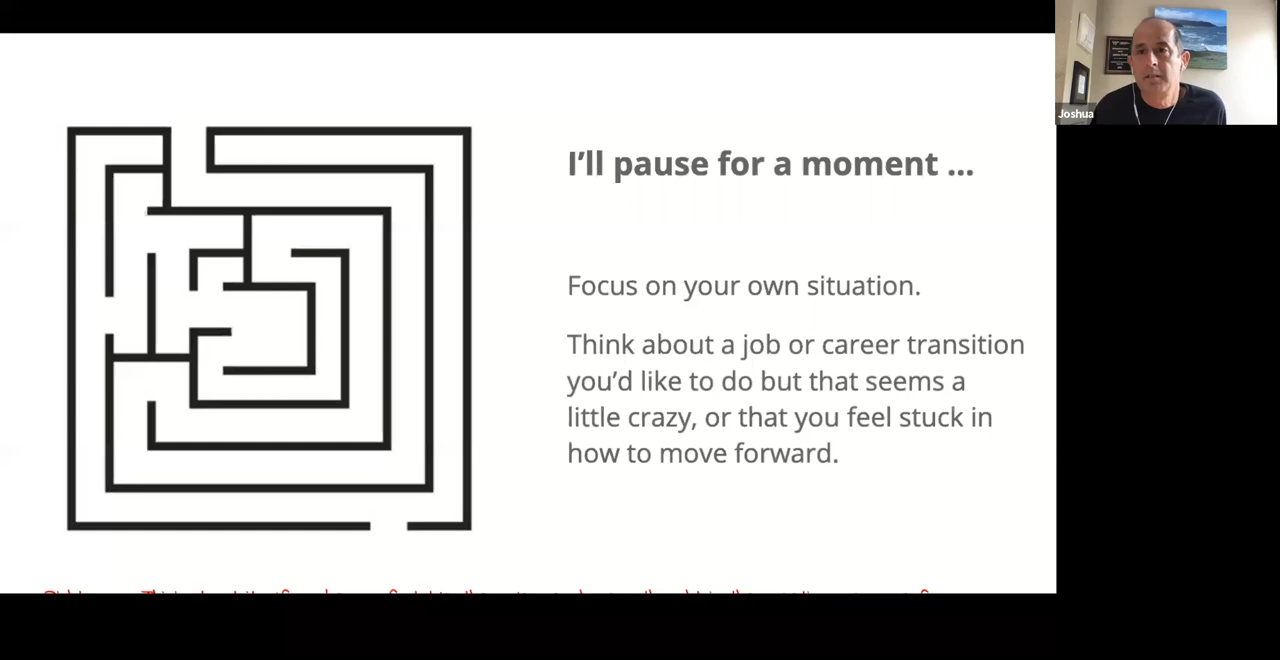 I’ll pause for a moment ...
Focus on your own situation.
Think about a job or career transition
you’d like to do but that seems a
little crazy, or that you feel stuck in
how to move forward.
Joshua